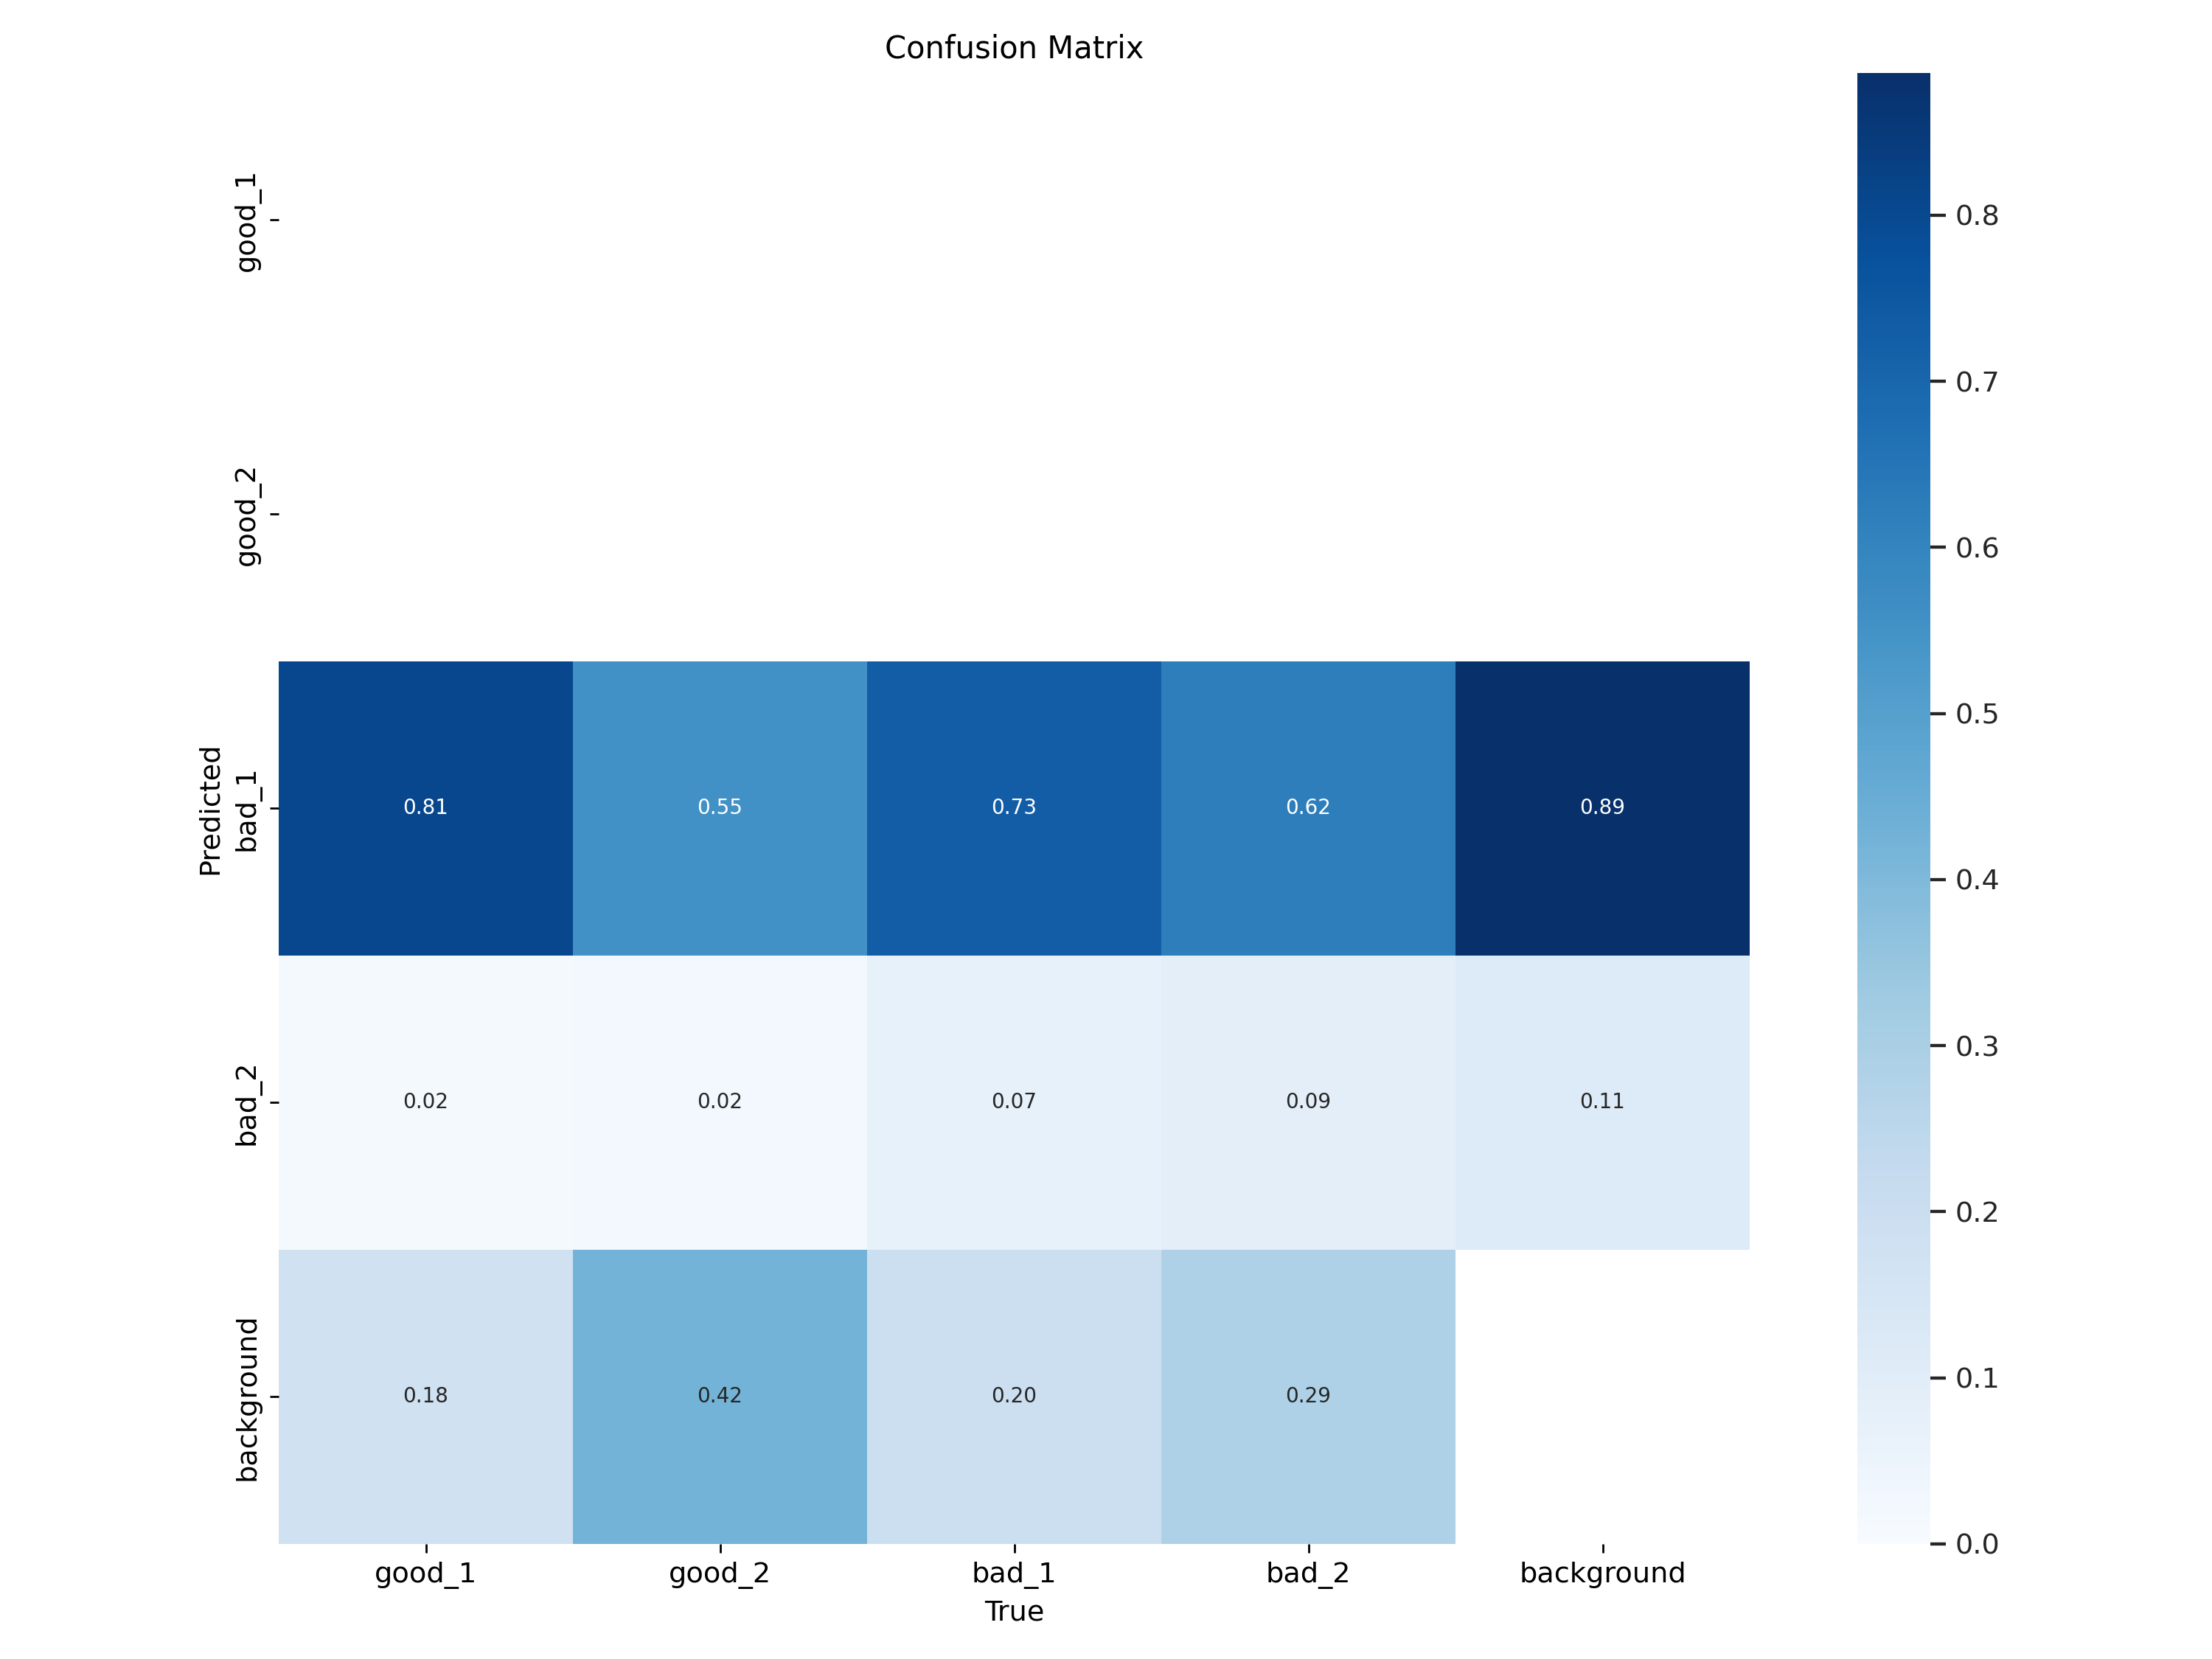 Confusion Matrix
good_1
good_2
bad_1
bad_2
background
Predicted
0.81 0.55 0.73 0.62 0.89
0.02 0.02 0.07 0.09 0.11
0.18 0.42 0.20 0.29
good_1 good_2 bad_1 bad_2 background
True
0.8
0.7
0.6
0.5
0.4
0.3
0.2
0.1
0.0